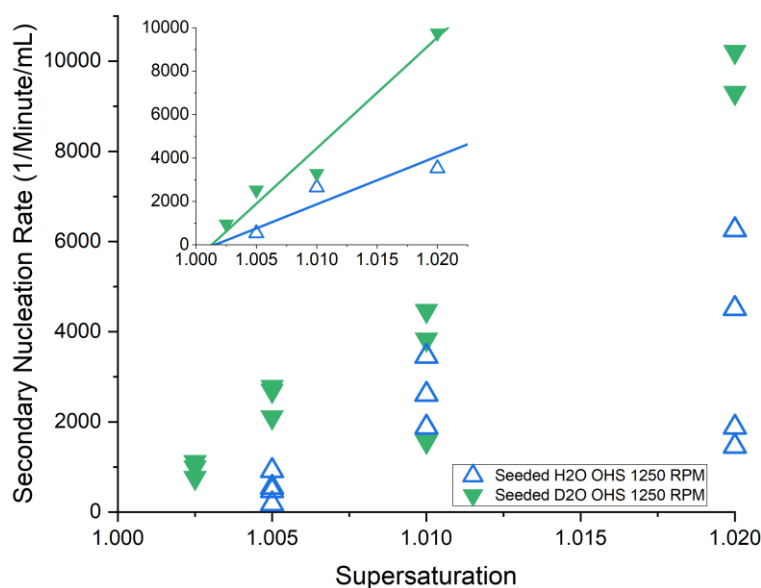 10000
8000
6000
4000
2000
0
1.000 1.005 1.010 1.015 1.020
Secondary Nucleation Rate (1/Minute/mL)
10000
8000
6000
4000
2000
0
1.000 1.005 1.010 1.015 1.020
Seeded H2O OHS 1250 RPM
Seeded D2O OHS 1250 RPM
Supersaturation